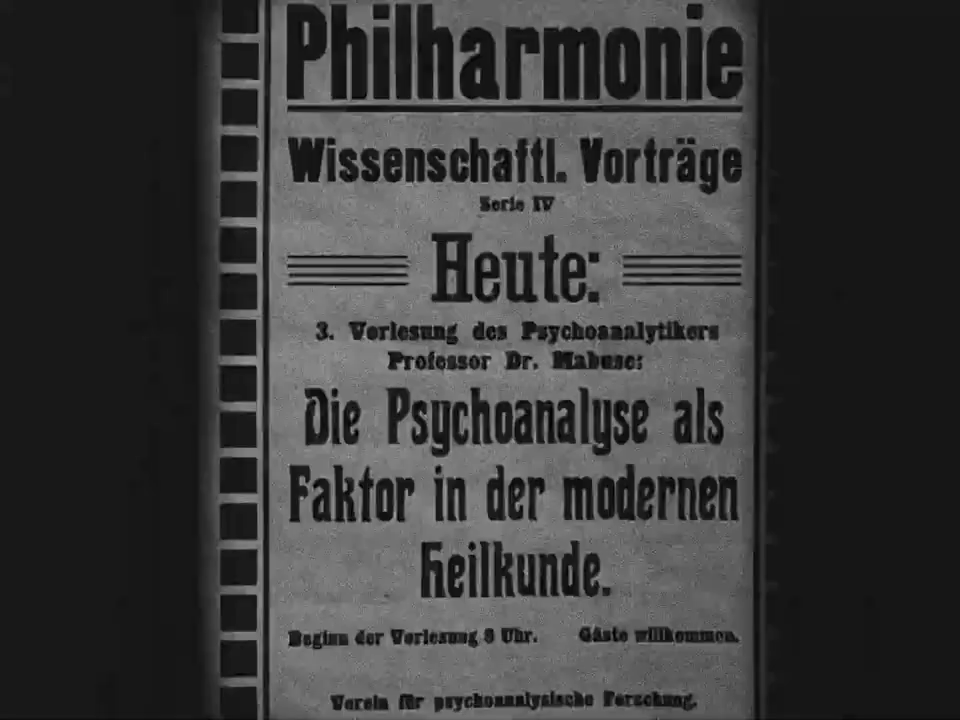 Philharmonie
Wissenschaftl. Vorträge
Serie IV
Heute:
3. Vorlesung des Psychoanalytikers
Professor Dr. Mabuse:
Die Psychoanalyse als
Faktor in der modernen
Heilkunde.
Beginn der Vorlesung 8 Uhr. Gäste willkommen.
Verein für psychoanalysische Forschung.